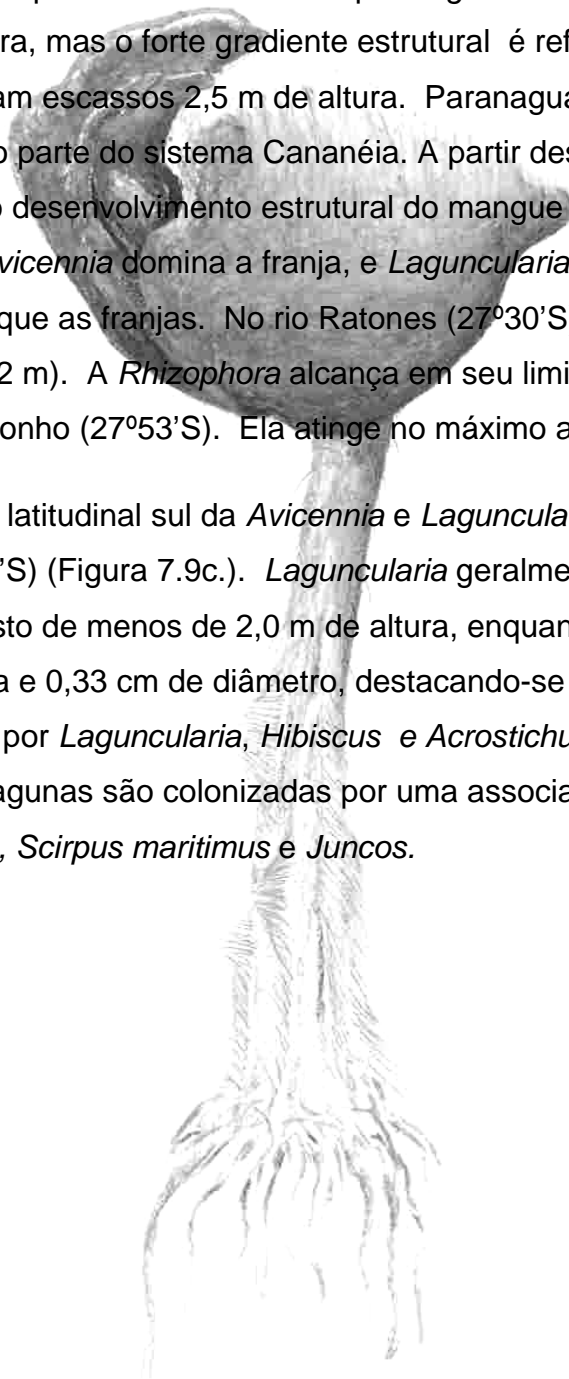 ra, mas o forte gradiente estrutural é ref
am escassos 2,5 m de altura. Paranagua
o parte do sistema Cananéia. A partir des
o desenvolvimento estrutural do mangue
vicennia domina a franja, e Laguncularia
que as franjas. No rio Ratones (27º30’S
2 m). A Rhizophora alcança em seu limi
onho (27º53’S). Ela atinge no máximo a
latitudinal sul da Avicennia e Laguncula
’S) (Figura 7.9c.). Laguncularia geralme
sto de menos de 2,0 m de altura, enquan
a e 0,33 cm de diâmetro, destacando-se
por Laguncularia, Hibiscus e Acrostichu
agunas são colonizadas por uma associa
, Scirpus maritimus e Juncos.